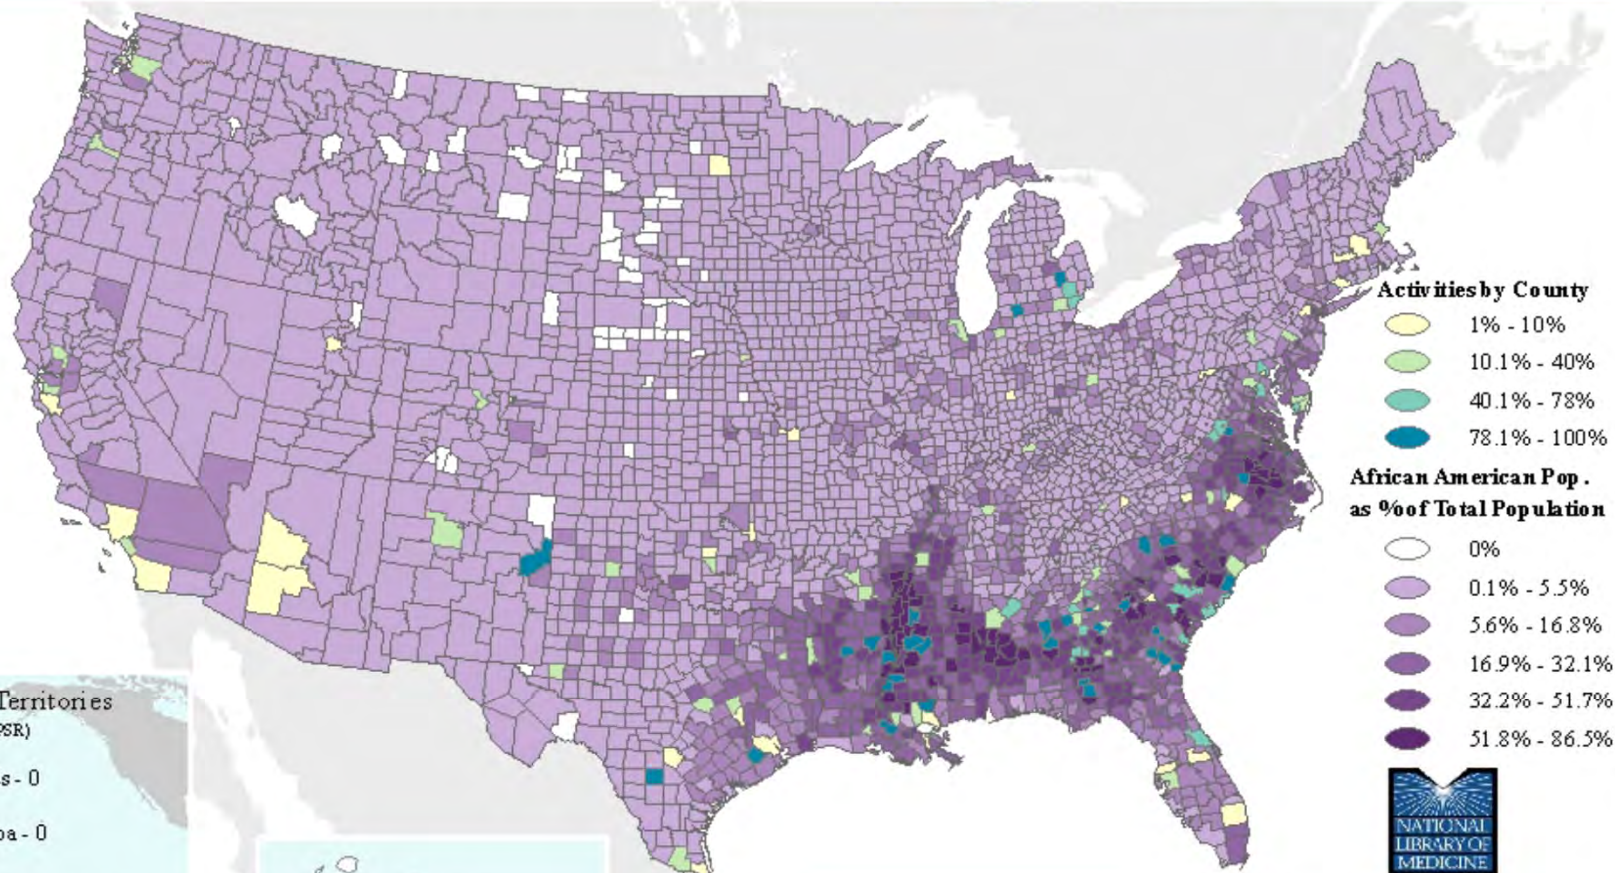 Activities by County
1% - 10%
10.1% - 40%
40.1% - 78%
78.1% - 100%
African American Pop.
as % of Total Population
0%
0.1% - 5.5%
5.6% - 16.8%
16.9% - 32.1%
32.2% - 51.7%
51.8% - 86.5%
Territories
PSR)
s - 0
oa - 0
NATIONAL
LIBRARY OF
MEDICINE